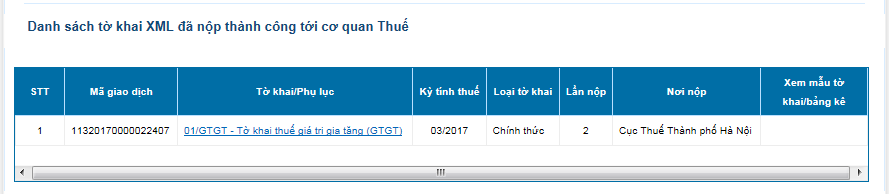 Danh sách tờ khai XML đã nộp thành công tới cơ quan Thuế
STT Mã giao dịch Tờ khai/Phụ lục Kỳ tính thuế Loại tờ khai Lần nộp Nơi nộp Xem mẫu tờ khai/bảng kê
1 11320170000022407 01/GTGT - Tờ khai thuế giá trị gia tăng (GTGT) 03/2017 Chính thức 2 Cục Thuế Thành phố Hà Nội